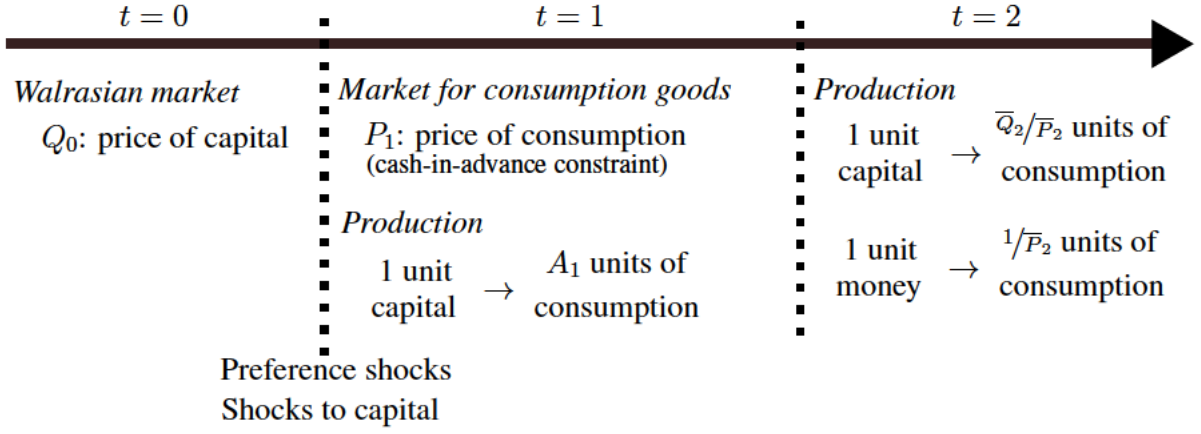 t = 0
t = 1
t = 2
Walrasian market
Q₀: price of capital
Market for consumption goods
P₁: price of consumption
(cash-in-advance constraint)
Production
1 unit capital → A₁ units of consumption
Production
1 unit capital → Q̅₂/P̅₂ units of consumption
1 unit money → 1/P̅₂ units of consumption
Preference shocks
Shocks to capital